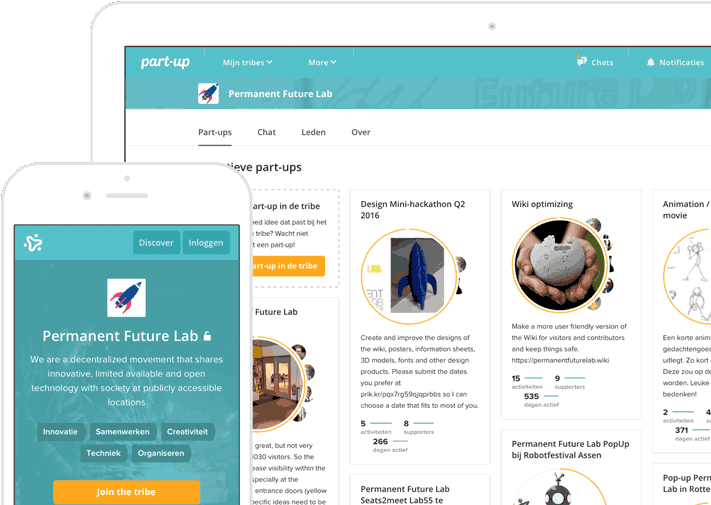 part-up
Mijn tribes
More
Chats
Notificaties
Permanent Future Lab
Part-ups
Chat
Leden
Over
tieve part-ups
art-up in de tribe
oed idee dat past bij het
tribe? Wacht niet
t een part-up!
art-up in de tribe
Design Mini-hackathon Q2
2016
Create and improve the designs of
the wiki, posters, information sheets,
3D models, fonts and other design
products. Please submit the dates
you prefer at
prik.kr/pqx7rg59qjqprbbs so I can
choose a date that fits to most of you.
5
activiteiten
8
supporters
266
dagen actief
Wiki optimizing
Make a more user friendly version of
the Wiki for visitors and contributors
and keep things safe.
https://permanentfuturelab.wiki
15
activiteiten
9
supporters
535
dagen actief
Animation /
movie
Een korte anima
gedachtengoed
uitlegt. Zo kort
Deze zou op de
worden. Leuke
bedenken!
2
activiteiten
4
371
dagen actief
Future Lab
great, but not very
030 visitors. So the
ease visibility within the
specially at the
entrance doors (yellow
pecific ideas need to be
Permanent Future Lab
Seats2meet Lab55 te
Permanent Future Lab PopUp
bij Robotfestival Assen
Pop-up Perm
Lab in Rotte
Discover
Inloggen
Permanent Future Lab
We are a decentralized movement that shares
innovative, limited available and open
technology with society at publicly accessible
locations
Innovatie
Samenwerken
Creativiteit
Techniek
Organiseren
Join the tribe